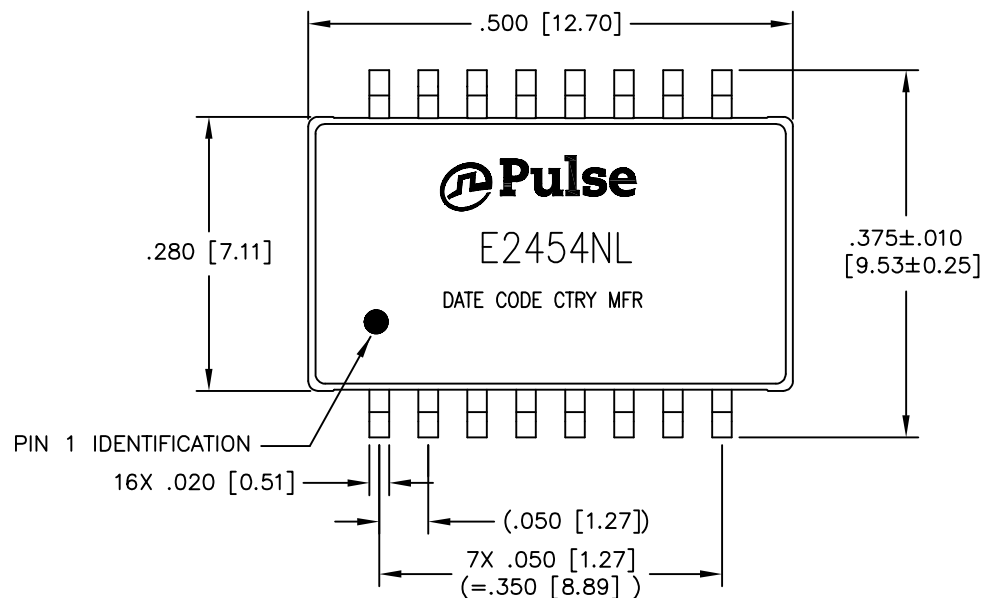 .500 [12.70]
Pulse
.280 [7.11]
E2454NL
.375±.010
[9.53±0.25]
DATE CODE CTRY MFR
PIN 1 IDENTIFICATION
16X .020 [0.51]
(.050 [1.27])
7X .050 [1.27]
(=.350 [8.89] )